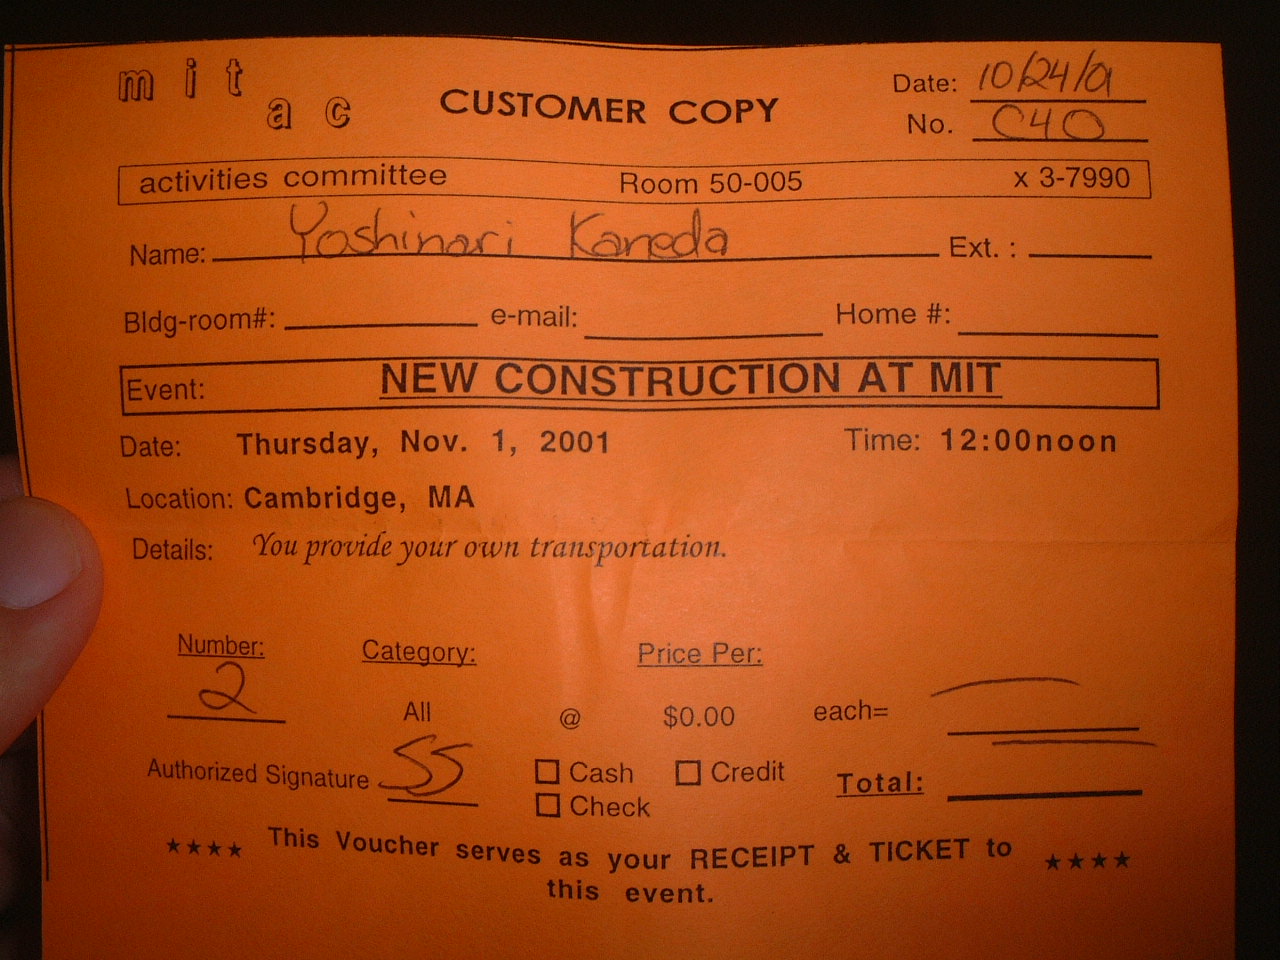 mitac CUSTOMER COPY Date: 10/24/01
No. C40
activities committee Room 50-005 x 3-7990
Name: Yoshinari Kaneda Ext. :
Bldg-room#: e-mail: Home #:
Event: NEW CONSTRUCTION AT MIT
Date: Thursday, Nov. 1, 2001 Time: 12:00noon
Location: Cambridge, MA
Details: You provide your own transportation.
Number: Category: Price Per:
2 All @ $0.00 each=
Authorized Signature SS Cash Credit Total:
Check
**** This Voucher serves as your RECEIPT & TICKET to ****
this event.